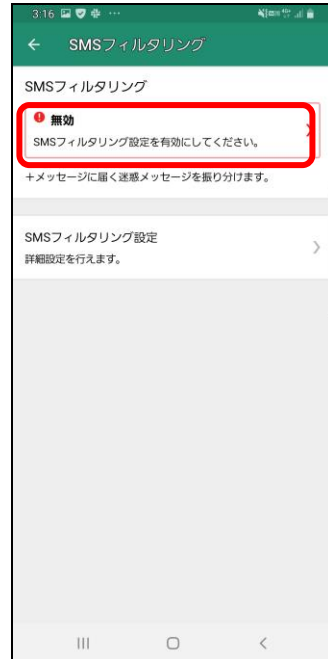 3:16
SMSフィルタリング
SMSフィルタリング
無効
SMSフィルタリング設定を有効にしてください。
+メッセージに届く迷惑メッセージを振り分けます。
SMSフィルタリング設定
詳細設定を行えます。